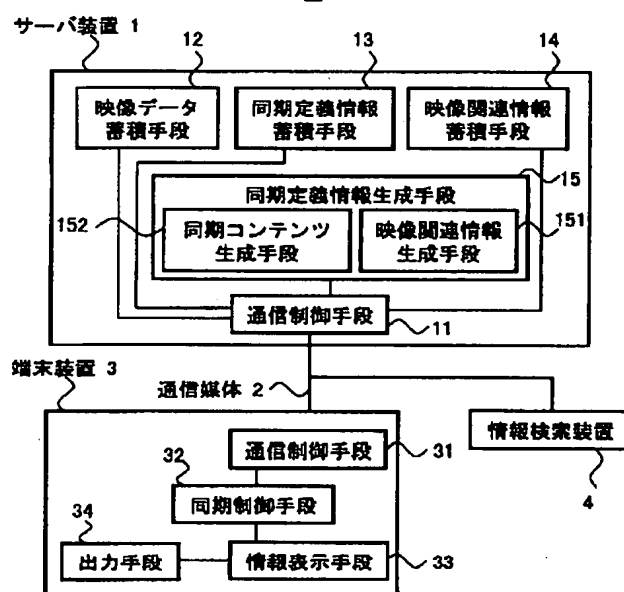 サーバ装置 1
12
13
14
映像データ
蓄積手段
同期定義情報
蓄積手段
映像関連情報
蓄積手段
15
同期定義情報生成手段
152
同期コンテンツ
生成手段
映像関連情報
生成手段
151
通信制御手段
11
端末装置 3
通信媒体 2
通信制御手段
31
情報検索装置
4
32
同期制御手段
34
出力手段
情報表示手段
33